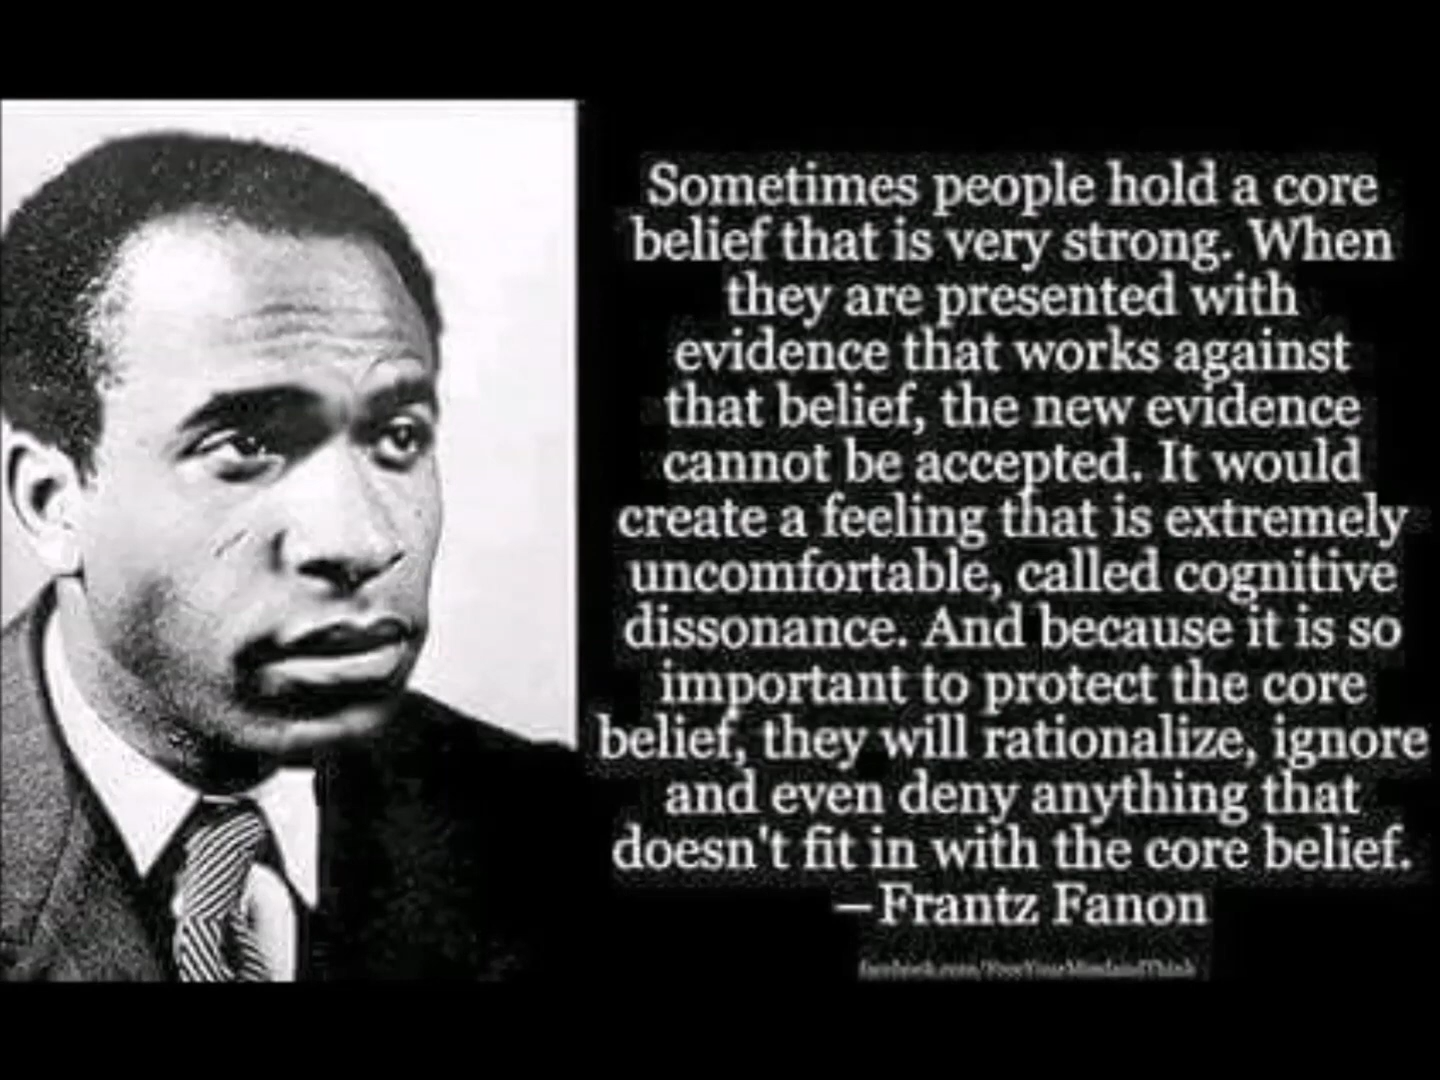 Sometimes people hold a core
belief that is very strong. When
they are presented with
evidence that works against
that belief, the new evidence
cannot be accepted. It would
create a feeling that is extremely
uncomfortable, called cognitive
dissonance. And because it is so
important to protect the core
belief, they will rationalize, ignore
and even deny anything that
doesn't fit in with the core belief.
—Frantz Fanon